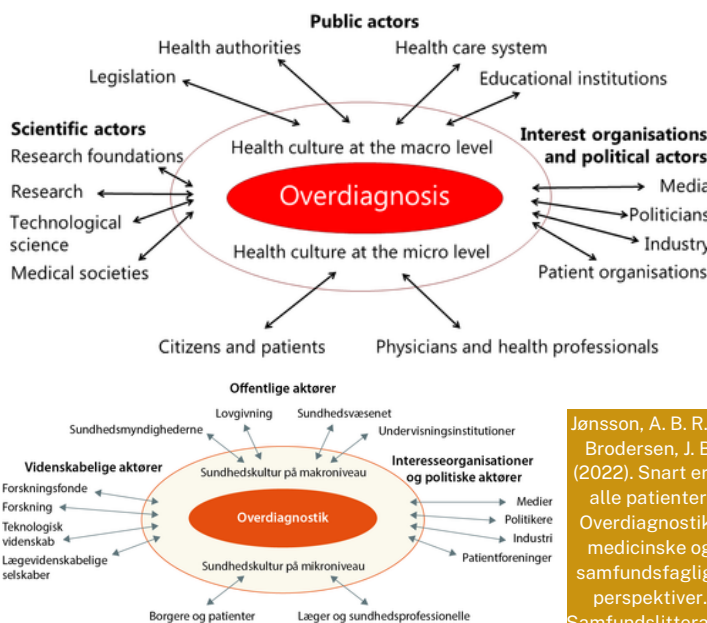 Public actors
Health authorities
Health care system
Legislation
Educational institutions
Scientific actors
Research foundations
Research
Technological
science
Medical societies
Health culture at the macro level
Overdiagnosis
Health culture at the micro level
Interest organisations
and political actors
Media
Politicians
Industry
Patient organisations
Citizens and patients
Physicians and health professionals
Offentlige aktører
Lovgivning
Sundhedsvæsenet
Sundhedsmyndighederne
Undervisningsinstitutioner
Videnskabelige aktører
Forskningsfonde
Forskning
Teknologisk
videnskab
Lægevidenskabelige
selskaber
Sundhedskultur på makroniveau
Overdiagnostik
Sundhedskultur på mikroniveau
Interesseorganisationer
og politiske aktører
Medier
Politikere
Industri
Patientforeninger
Borgere og patienter
Læger og sundhedsprofessionelle
Jønsson, A. B. R.
Brodersen, J. B
(2022). Snart er
alle patienter
Overdiagnostik
medicinske og
samfundsfaglig
perspektiver.
Samfundslittera